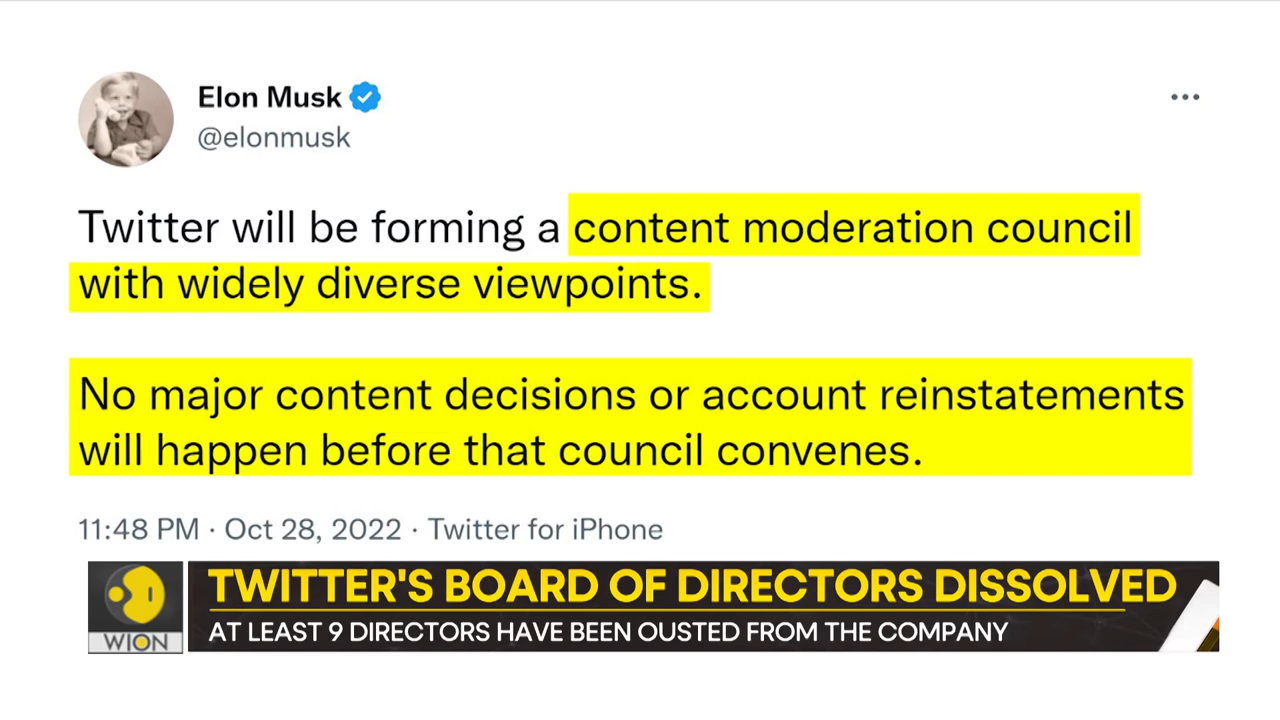 Elon Musk
@elonmusk
Twitter will be forming a content moderation council
with widely diverse viewpoints.
No major content decisions or account reinstatements
will happen before that council convenes.
11:48 PM · Oct 28, 2022 · Twitter for iPhone
TWITTER'S BOARD OF DIRECTORS DISSOLVED
AT LEAST 9 DIRECTORS HAVE BEEN OUSTED FROM THE COMPANY
WION